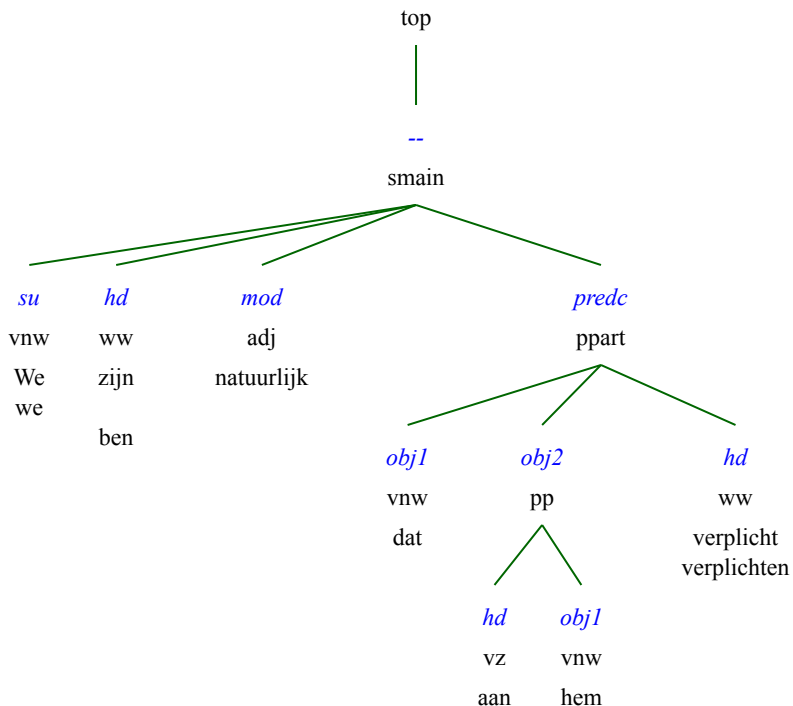 top
--
smain
su hd mod predc
vnw ww adj ppart
We zijn natuurlijk
we
ben
obj1 obj2 hd
vnw pp ww
dat verplicht
verplichten
hd obj1
vz vnw
aan hem